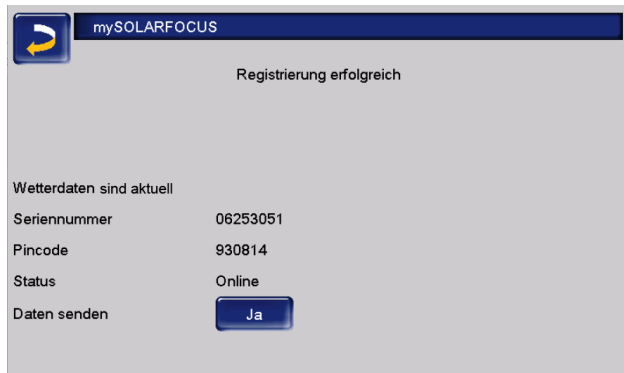 mySOLARFOCUS
Registrierung erfolgreich
Wetterdaten sind aktuell
Seriennummer 06253051
Pincode 930814
Status Online
Daten senden Ja